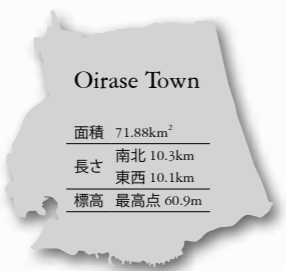 Oirase Town
面積 71.88km²
長さ 南北 10.3km
東西 10.1km
標高 最高点 60.9m